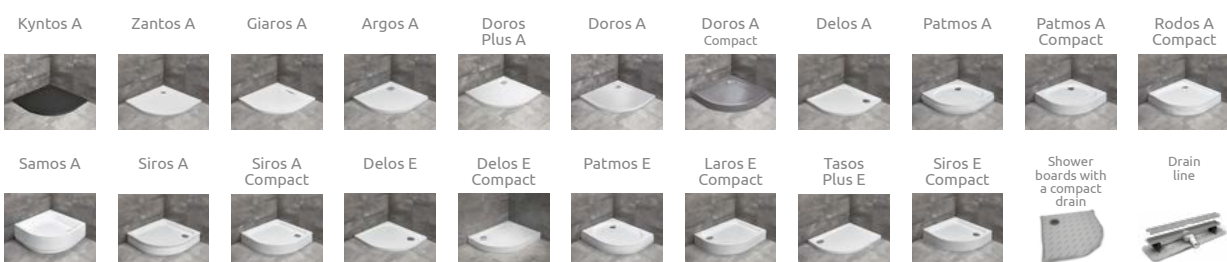 Kyntos A
Zantos A
Giaros A
Argos A
Doros
Plus A
Doros A
Doros A
Compact
Delos A
Patmos A
Patmos A
Compact
Rodos A
Compact
Samos A
Siros A
Siros A
Compact
Delos E
Delos E
Compact
Patmos E
Laros E
Compact
Tasos
Plus E
Siros E
Compact
Shower
boards with
a compact
drain
Drain
line